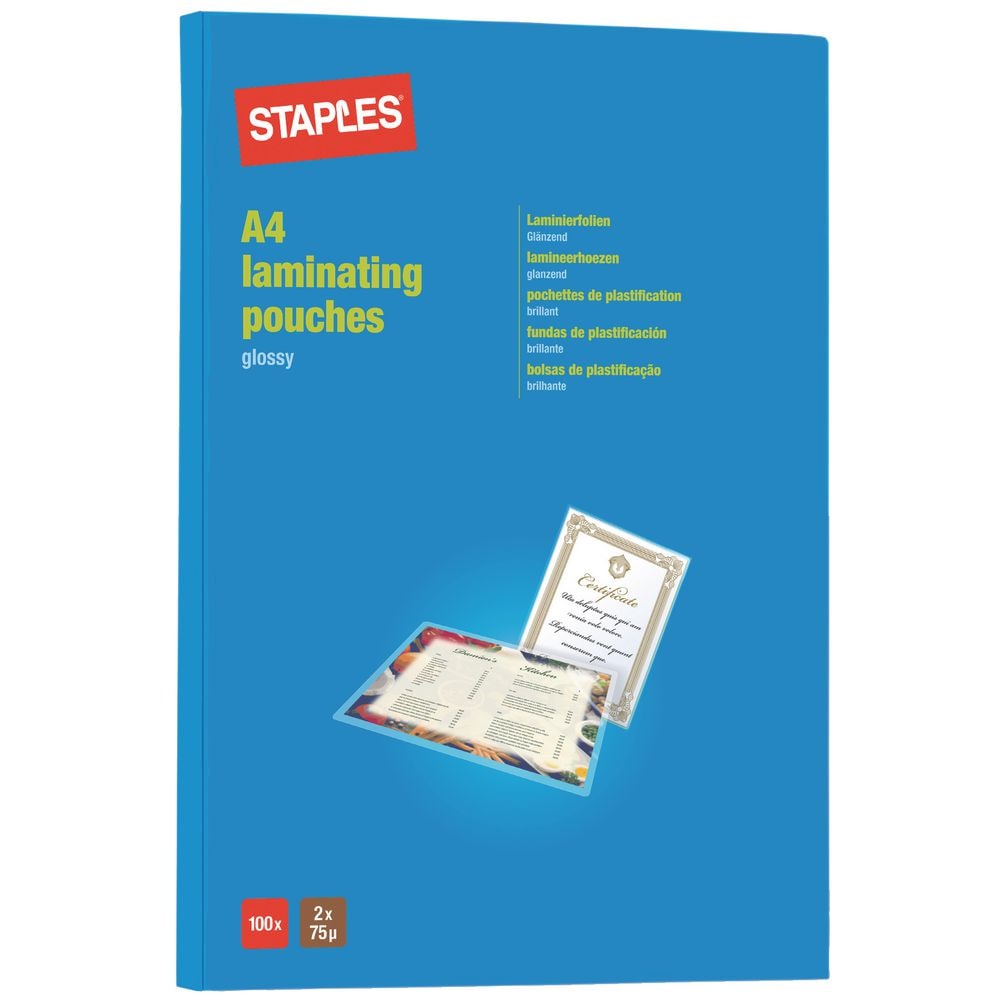 STAPLES®
A4
laminating
pouches
glossy
Laminierfolien
Glänzend
lamineerhoezen
glanzend
pochettes de plastification
brillant
fundas de plastificación
brillante
bolsas de plastificação
brilhante
Certificate
Damien's Kitchen
100x
2x
75µ